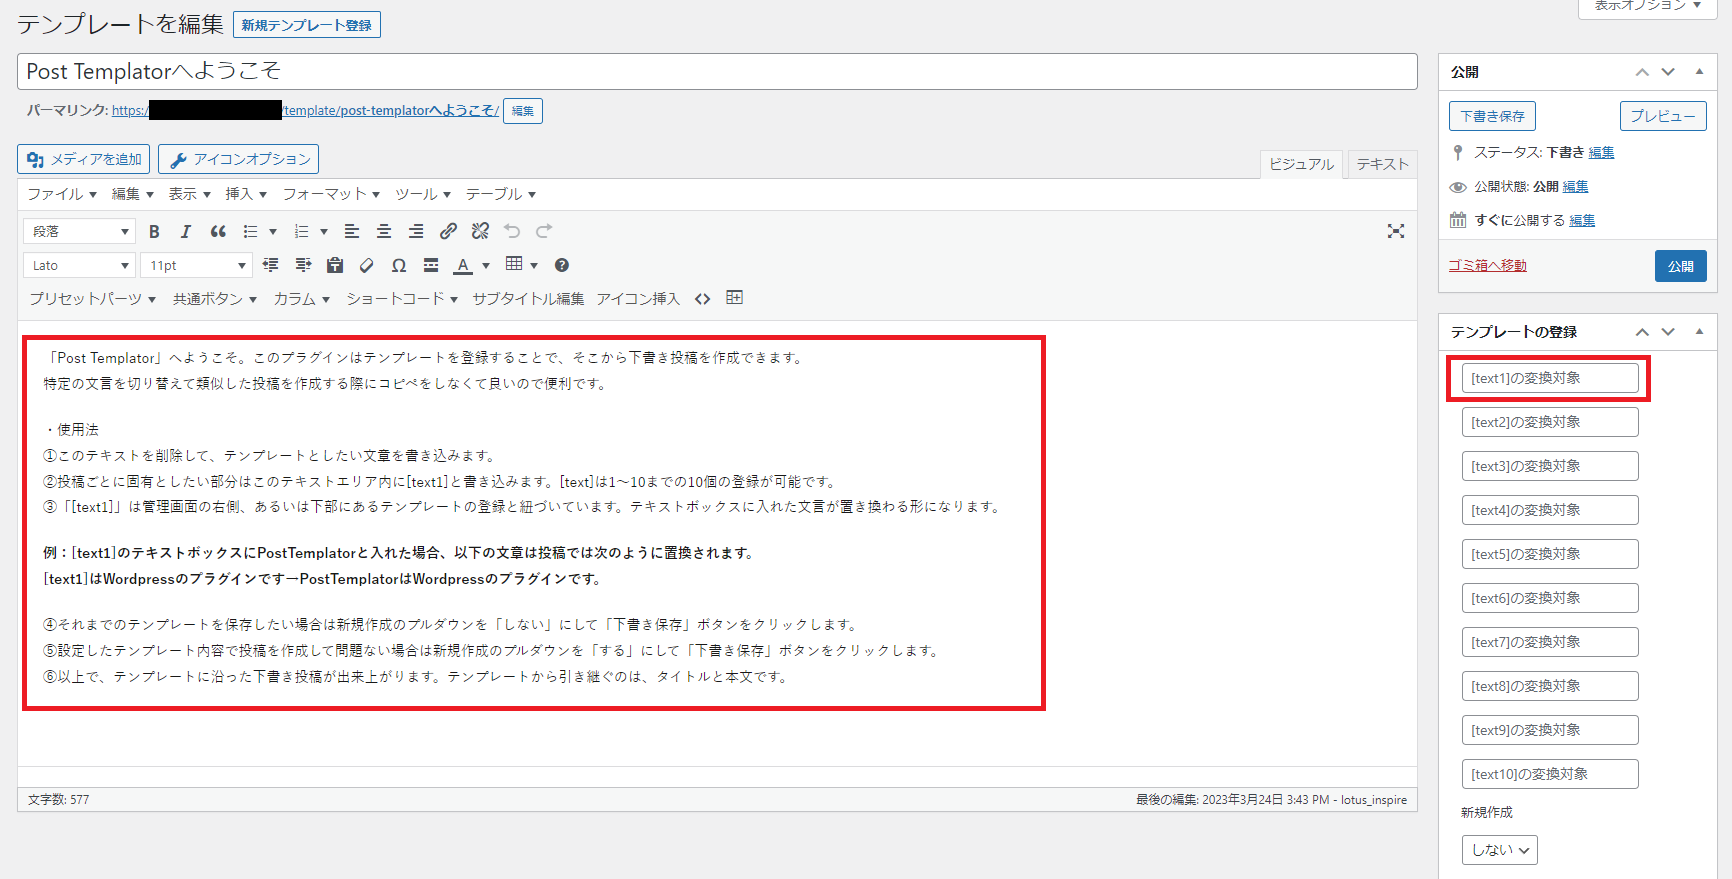 テンプレートを編集
新規テンプレート登録
表示オプション ▼
Post Templatorへようこそ
パーマリンク: https:/ /template/post-templatorへようこそ/ 編集
メディアを追加
アイコンオプション
ビジュアル
テキスト
ファイル ▼ 編集 ▼ 表示 ▼ 挿入 ▼ フォーマット ▼ ツール ▼ テーブル ▼
段落
Lato
11pt
プリセットパーツ ▼ 共通ボタン ▼ カラム ▼ ショートコード ▼ サブタイトル編集 アイコン挿入
「Post Templator」へようこそ。このプラグインはテンプレートを登録することで、そこから下書き投稿を作成できます。
特定の文言を切り替えて類似した投稿を作成する際にコピペをしなくて良いので便利です。
・使用法
①このテキストを削除して、テンプレートとしたい文章を書き込みます。
②投稿ごとに固有としたい部分はこのテキストエリア内に[text1]と書き込みます。[text]は1～10までの10個の登録が可能です。
③「[text1]」は管理画面の右側、あるいは下部にあるテンプレートの登録と紐づいています。テキストボックスに入れた文言が置き換わる形になります。
例：[text1]のテキストボックスにPostTemplatorと入れた場合、以下の文章は投稿では次のように置換されます。
[text1]はWordpressのプラグインです→PostTemplatorはWordpressのプラグインです。
④それまでのテンプレートを保存したい場合は新規作成のプルダウンを「しない」にして「下書き保存」ボタンをクリックします。
⑤設定したテンプレート内容で投稿を作成して問題ない場合は新規作成のプルダウンを「する」にして「下書き保存」ボタンをクリックします。
⑥以上で、テンプレートに沿った下書き投稿が出来上がります。テンプレートから引き継ぐのは、タイトルと本文です。
文字数: 577
最後の編集: 2023年3月24日 3:43 PM - lotus_inspire
公開
下書き保存
プレビュー
ステータス: 下書き 編集
公開状態: 公開 編集
すぐに公開する 編集
ゴミ箱へ移動
公開
テンプレートの登録
[text1]の変換対象
[text2]の変換対象
[text3]の変換対象
[text4]の変換対象
[text5]の変換対象
[text6]の変換対象
[text7]の変換対象
[text8]の変換対象
[text9]の変換対象
[text10]の変換対象
新規作成
しない